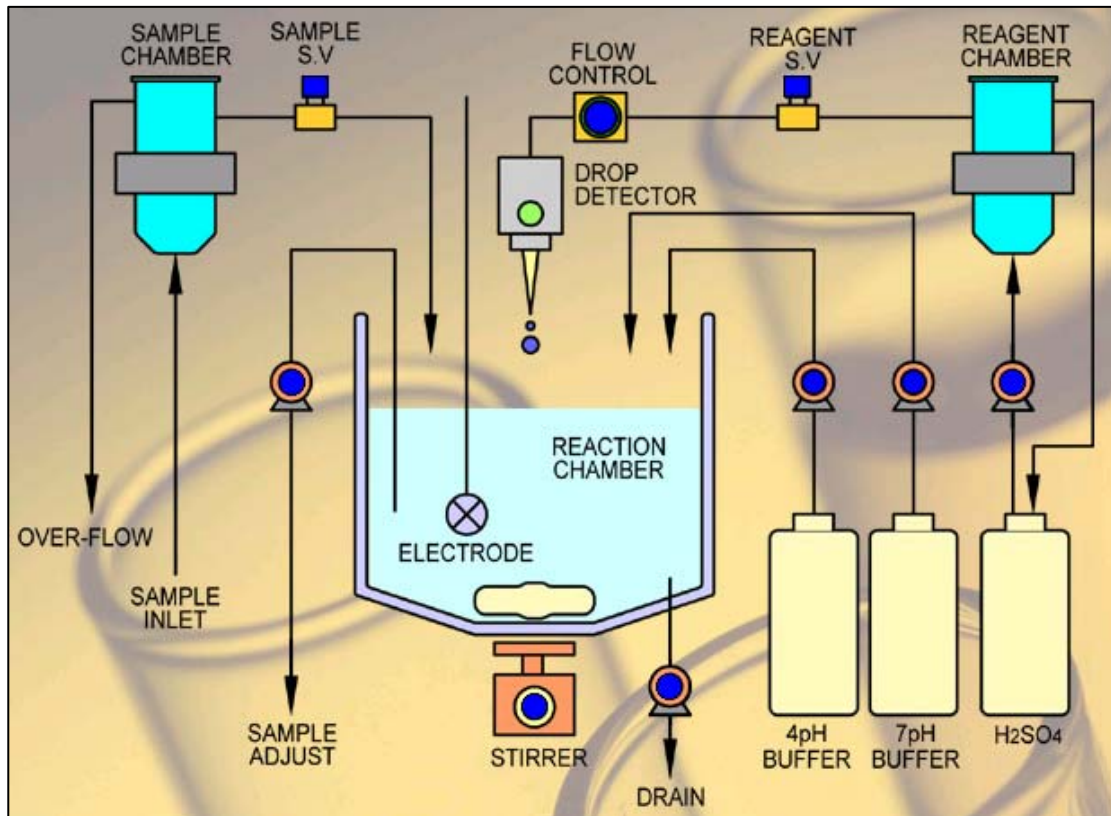 SAMPLE
CHAMBER
SAMPLE
S.V
FLOW
CONTROL
REAGENT
S.V
REAGENT
CHAMBER
DROP
DETECTOR
REACTION
CHAMBER
ELECTRODE
OVER-FLOW
SAMPLE
INLET
SAMPLE
ADJUST
STIRRER
DRAIN
4pH
BUFFER
7pH
BUFFER
H2SO4